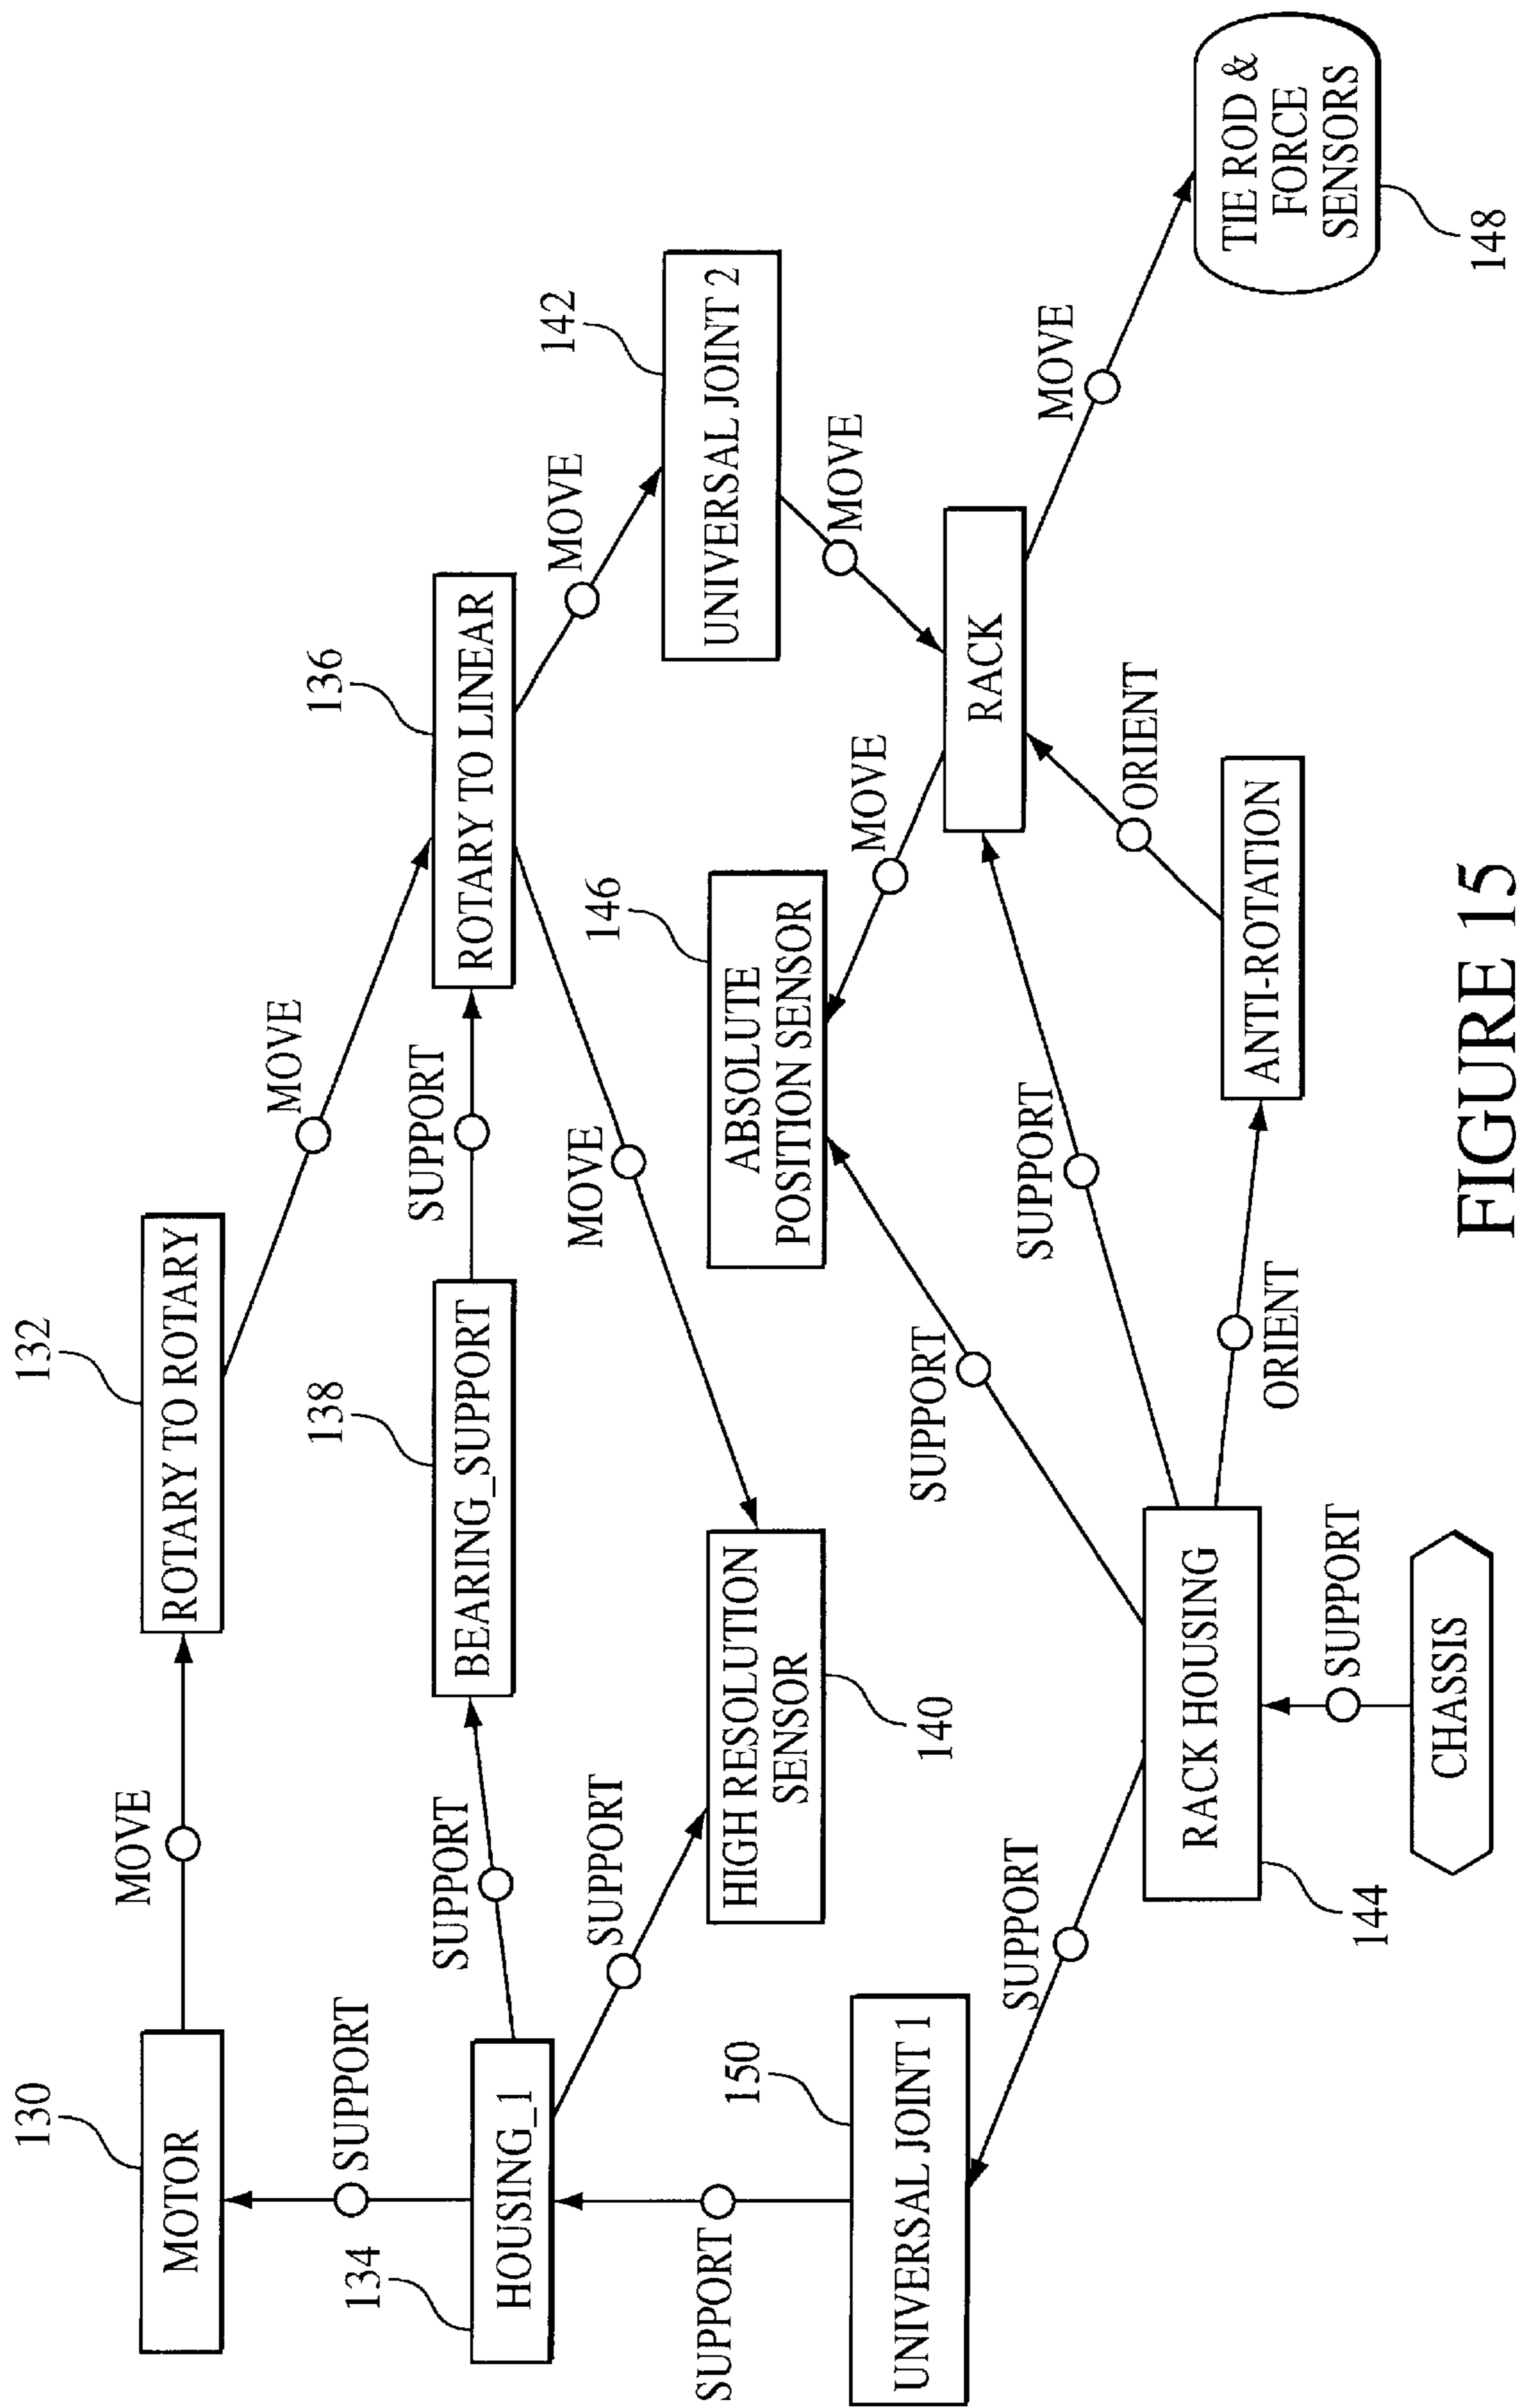 130
MOTOR
MOVE
132
ROTARY TO ROTARY
MOVE
SUPPORT
134
HOUSING_1
SUPPORT
138
BEARING_SUPPORT
SUPPORT
136
ROTARY TO LINEAR
MOVE
SUPPORT
MOVE
142
UNIVERSAL JOINT 2
SUPPORT
150
UNIVERSAL JOINT 1
HIGH RESOLUTION
SENSOR
140
146
ABSOLUTE
POSITION SENSOR
MOVE
MOVE
SUPPORT
SUPPORT
SUPPORT
RACK
MOVE
144
RACK HOUSING
ORIENT
ANTI-ROTATION
ORIENT
TIE ROD &
FORCE
SENSORS
148
SUPPORT
CHASSIS
FIGURE 15